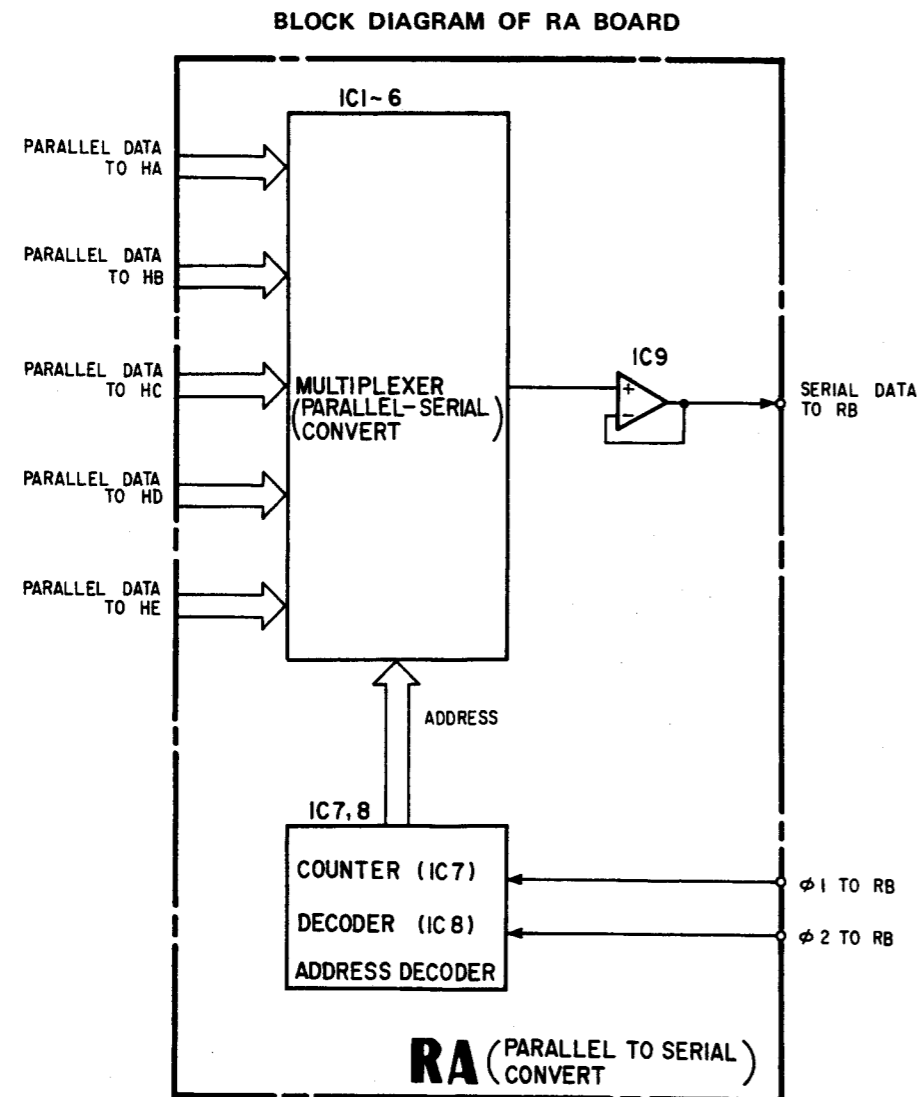 BLOCK DIAGRAM OF RA BOARD
IC1~6
PARALLEL DATA
TO HA
PARALLEL DATA
TO HB
PARALLEL DATA
TO HC
PARALLEL DATA
TO HD
PARALLEL DATA
TO HE
MULTIPLEXER
(PARALLEL-SERIAL
CONVERT)
IC9
+
−
SERIAL DATA
TO RB
ADDRESS
IC7, 8
COUNTER (IC7)
DECODER (IC8)
ADDRESS DECODER
ϕ1 TO RB
ϕ2 TO RB
RA (PARALLEL TO SERIAL
CONVERT)